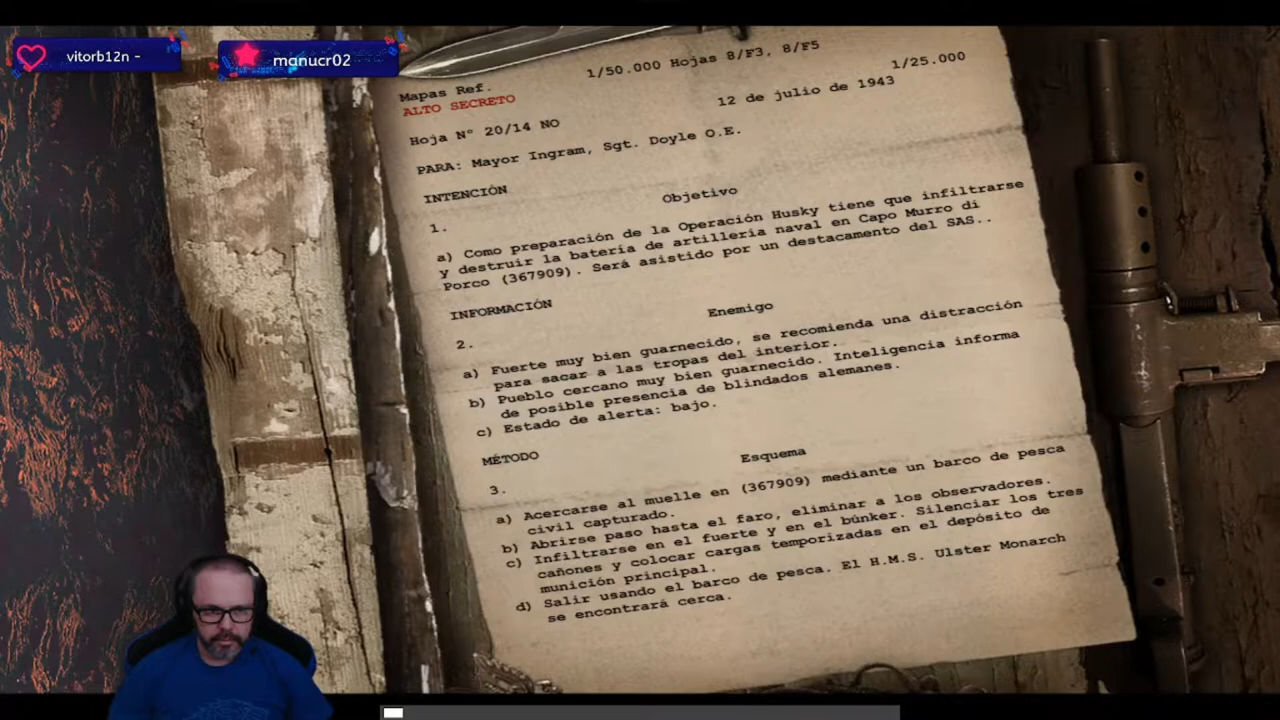 vitorb12n -
manucr02
Mapas Ref.
1/50.000 Hojas 8/F3, 8/F5
1/25.000
ALTO SECRETO
12 de julio de 1943
Hoja Nº 20/14 NO
PARA: Mayor Ingram, Sgt. Doyle O.E.
INTENCIÓN
Objetivo
1.
a) Como preparación de la Operación Husky tiene que infiltrarse
y destruir la batería de artillería naval en Capo Murro di
Porco (367909). Será asistido por un destacamento del SAS..
INFORMACIÓN
Enemigo
2.
a) Fuerte muy bien guarnecido, se recomienda una distracción
para sacar a las tropas del interior.
b) Pueblo cercano muy bien guarnecido. Inteligencia informa
de posible presencia de blindados alemanes.
c) Estado de alerta: bajo.
MÉTODO
Esquema
3.
a) Acercarse al muelle en (367909) mediante un barco de pesca
civil capturado.
b) Abrirse paso hasta el faro, eliminar a los observadores.
c) Infiltrarse en el fuerte y en el búnker. Silenciar los tres
cañones y colocar cargas temporizadas en el depósito de
munición principal.
d) Salir usando el barco de pesca. El H.M.S. Ulster Monarch
se encontrará cerca.